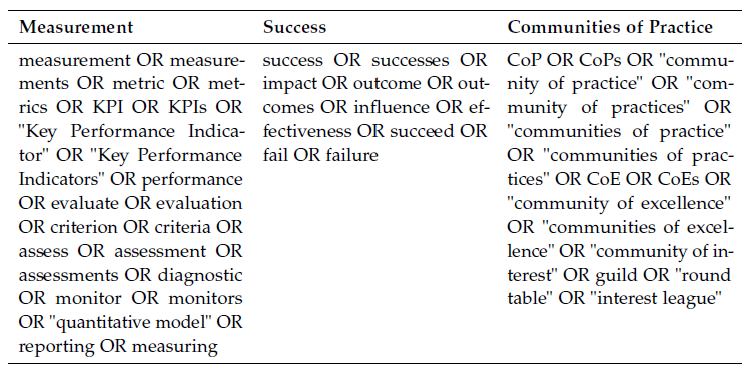 Measurement Success Communities of Practice
measurement OR measure-
ments OR metric OR met-
rics OR KPI OR KPIs OR
"Key Performance Indica-
tor" OR "Key Performance
Indicators" OR performance
OR evaluate OR evaluation
OR criterion OR criteria OR
assess OR assessment OR
assessments OR diagnostic
OR monitor OR monitors
OR "quantitative model" OR
reporting OR measuring
success OR successes OR
impact OR outcome OR out-
comes OR influence OR ef-
fectiveness OR succeed OR
fail OR failure
CoP OR CoPs OR "commu-
nity of practice" OR "com-
munity of practices" OR
"communities of practice"
OR "communities of prac-
tices" OR CoE OR CoEs OR
"community of excellence"
OR "communities of excel-
lence" OR "community of in-
terest" OR guild OR "round
table" OR "interest league"